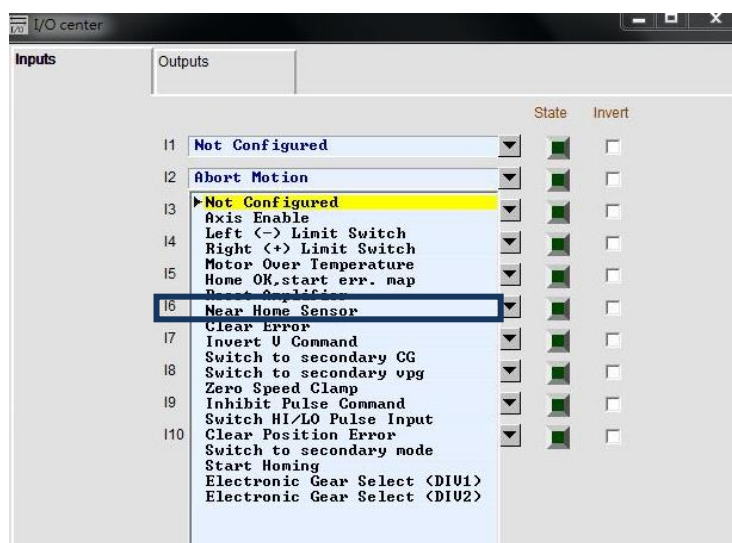 I/O center
Inputs
Outputs
State Invert
I1 Not Configured
I2 Abort Motion
I3
I4
I5
I6
I7
I8
I9
I10
Not Configured
Axis Enable
Left (-) Limit Switch
Right (+) Limit Switch
Motor Over Temperature
Home OK,start err. map
Reset Amplifier
Near Home Sensor
Clear Error
Invert V Command
Switch to secondary CG
Switch to secondary vpg
Zero Speed Clamp
Inhibit Pulse Command
Switch HI/LO Pulse Input
Clear Position Error
Switch to secondary mode
Start Homing
Electronic Gear Select (DIV1)
Electronic Gear Select (DIV2)